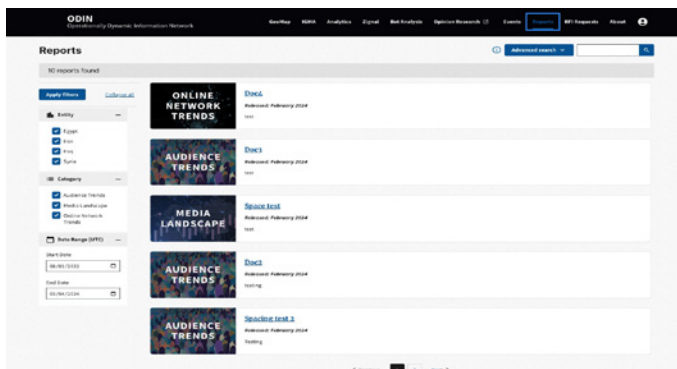 ODIN
Operationally Dynamic Information Network
GeoMap
Analytics
Zignal
Bot Analysis
Opinion Research
Events
Reports
RFI Requests
About
Reports
Advanced search
10 reports found
Apply filters
Collapse all
Entity
Egypt
Iran
Iraq
Syria
Category
Audience Trends
Media Landscape
Online Network
Trends
Date Range (UTC)
Start Date
End Date
ONLINE
NETWORK
TRENDS
Released: February 2024
test
AUDIENCE
TRENDS
Released: February 2024
test
MEDIA
LANDSCAPE
Space test
Released: February 2024
test
AUDIENCE
TRENDS
Doc2
Released: February 2024
testing
AUDIENCE
TRENDS
Spacing test 2
Released: February 2024
Testing